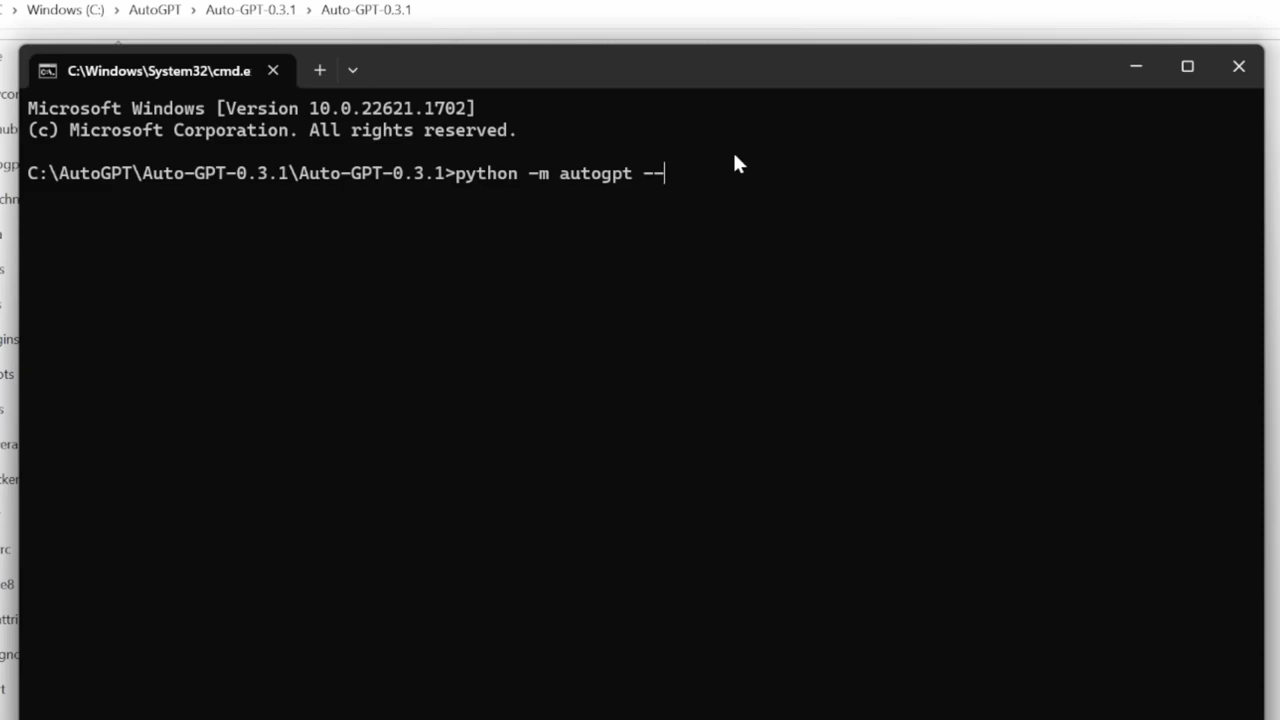 Windows (C:) > AutoGPT > Auto-GPT-0.3.1 > Auto-GPT-0.3.1
C:\Windows\System32\cmd.e
Microsoft Windows [Version 10.0.22621.1702]
(c) Microsoft Corporation. All rights reserved.
C:\AutoGPT\Auto-GPT-0.3.1\Auto-GPT-0.3.1>python -m autogpt --